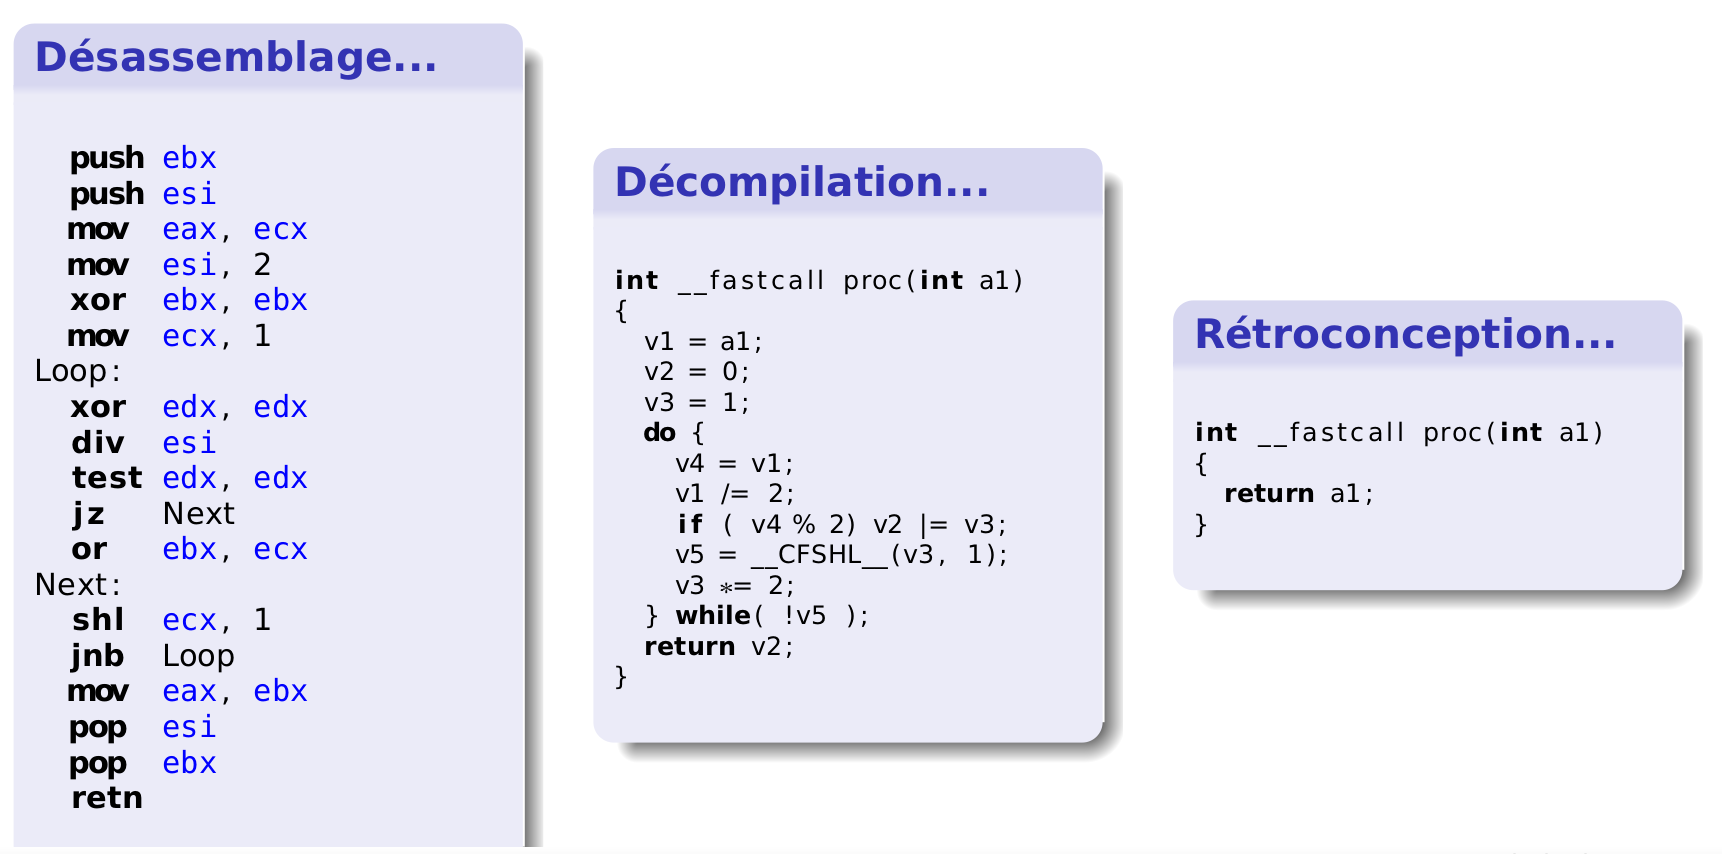 Désassemblage...
push ebx
push esi
mov eax, ecx
mov esi, 2
xor ebx, ebx
mov ecx, 1
Loop:
xor edx, edx
div esi
test edx, edx
jz Next
or ebx, ecx
Next:
shl ecx, 1
jnb Loop
mov eax, ebx
pop esi
pop ebx
retn
Décompilation...
int __fastcall proc(int a1)
{
v1 = a1;
v2 = 0;
v3 = 1;
do {
v4 = v1;
v1 /= 2;
if ( v4 % 2) v2 |= v3;
v5 = __CFSHL__(v3, 1);
v3 *= 2;
} while( !v5 );
return v2;
}
Rétroconception...
int __fastcall proc(int a1)
{
return a1;
}